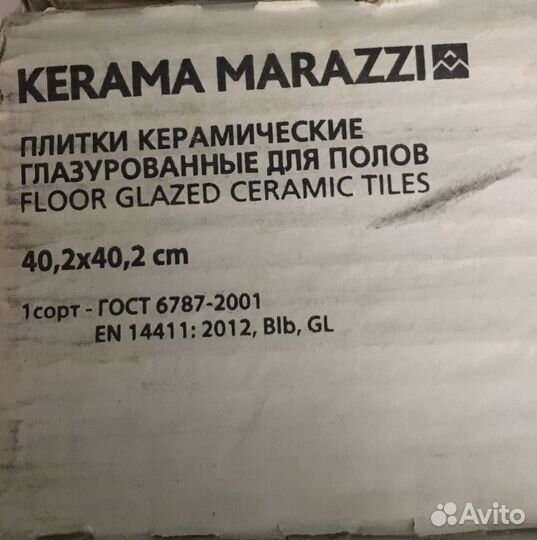 KERAMA MARAZZI
ПЛИТКИ КЕРАМИЧЕСКИЕ
ГЛАЗУРОВАННЫЕ ДЛЯ ПОЛОВ
FLOOR GLAZED CERAMIC TILES
40,2x40,2 cm
1сорт - ГОСТ 6787-2001
EN 14411: 2012, BIb, GL
Avito